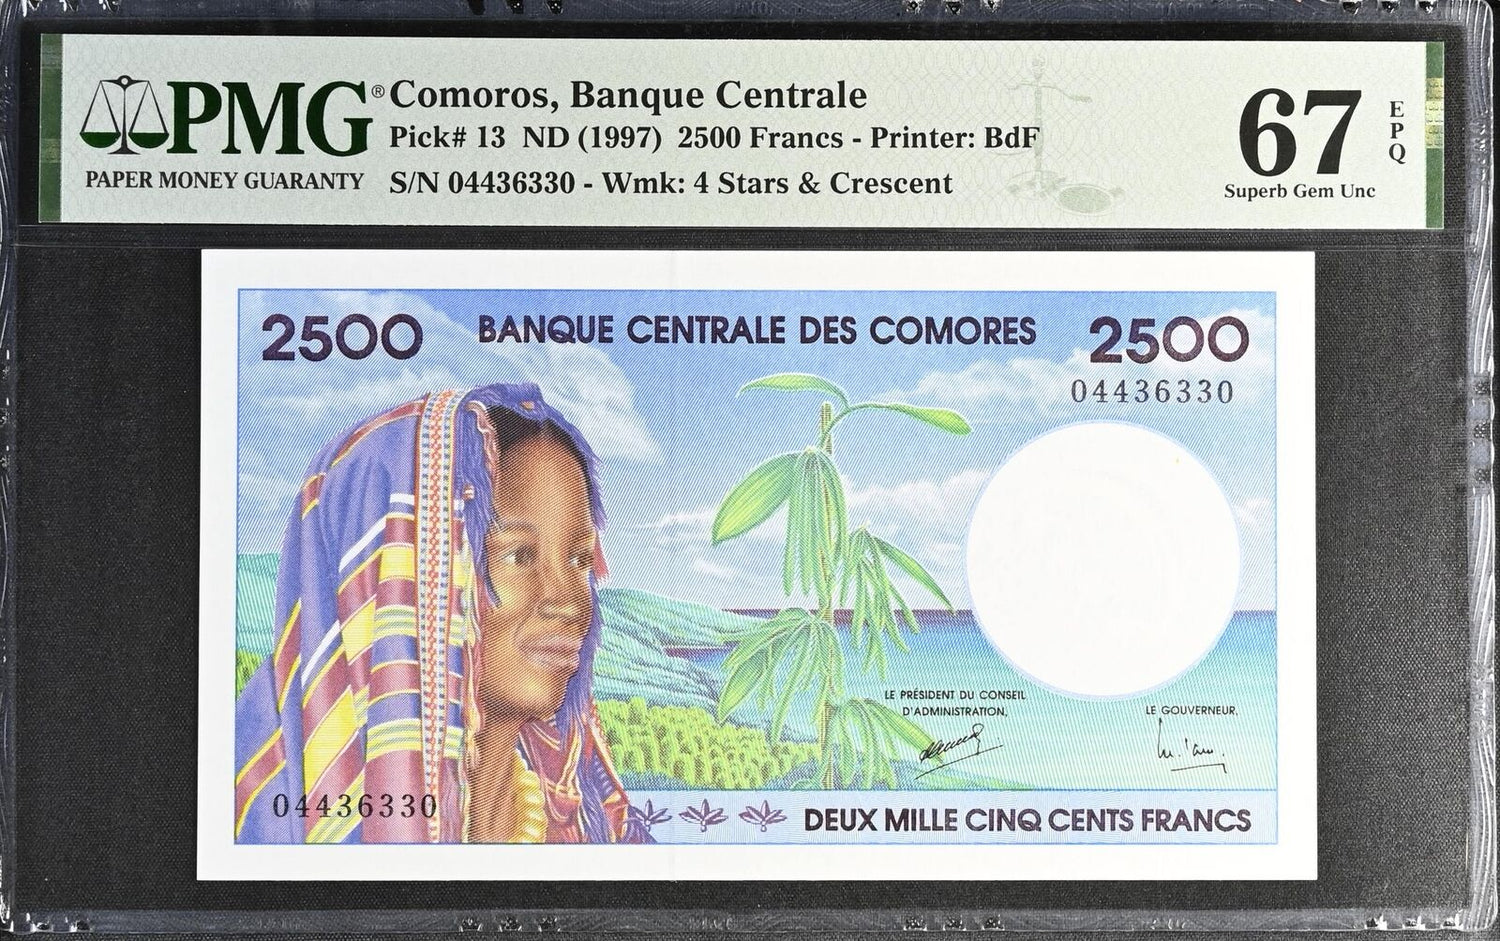 PMG®
PAPER MONEY GUARANTY
Comoros, Banque Centrale
Pick# 13 ND (1997) 2500 Francs - Printer: BdF
S/N 04436330 - Wmk: 4 Stars & Crescent
67
EPQ
Superb Gem Unc
2500
BANQUE CENTRALE DES COMORES
2500
04436330
LE PRÉSIDENT DU CONSEIL
D'ADMINISTRATION,
LE GOUVERNEUR,
04436330
DEUX MILLE CINQ CENTS FRANCS